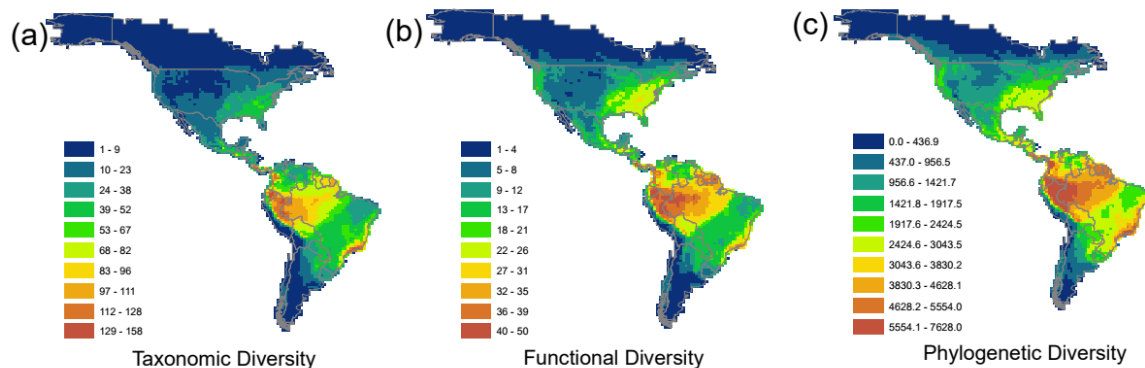 (a)
1 - 9
10 - 23
24 - 38
39 - 52
53 - 67
68 - 82
83 - 96
97 - 111
112 - 128
129 - 158
Taxonomic Diversity
(b)
1 - 4
5 - 8
9 - 12
13 - 17
18 - 21
22 - 26
27 - 31
32 - 35
36 - 39
40 - 50
Functional Diversity
(c)
0.0 - 436.9
437.0 - 956.5
956.6 - 1421.7
1421.8 - 1917.5
1917.6 - 2424.5
2424.6 - 3043.5
3043.6 - 3830.2
3830.3 - 4628.1
4628.2 - 5554.0
5554.1 - 7628.0
Phylogenetic Diversity